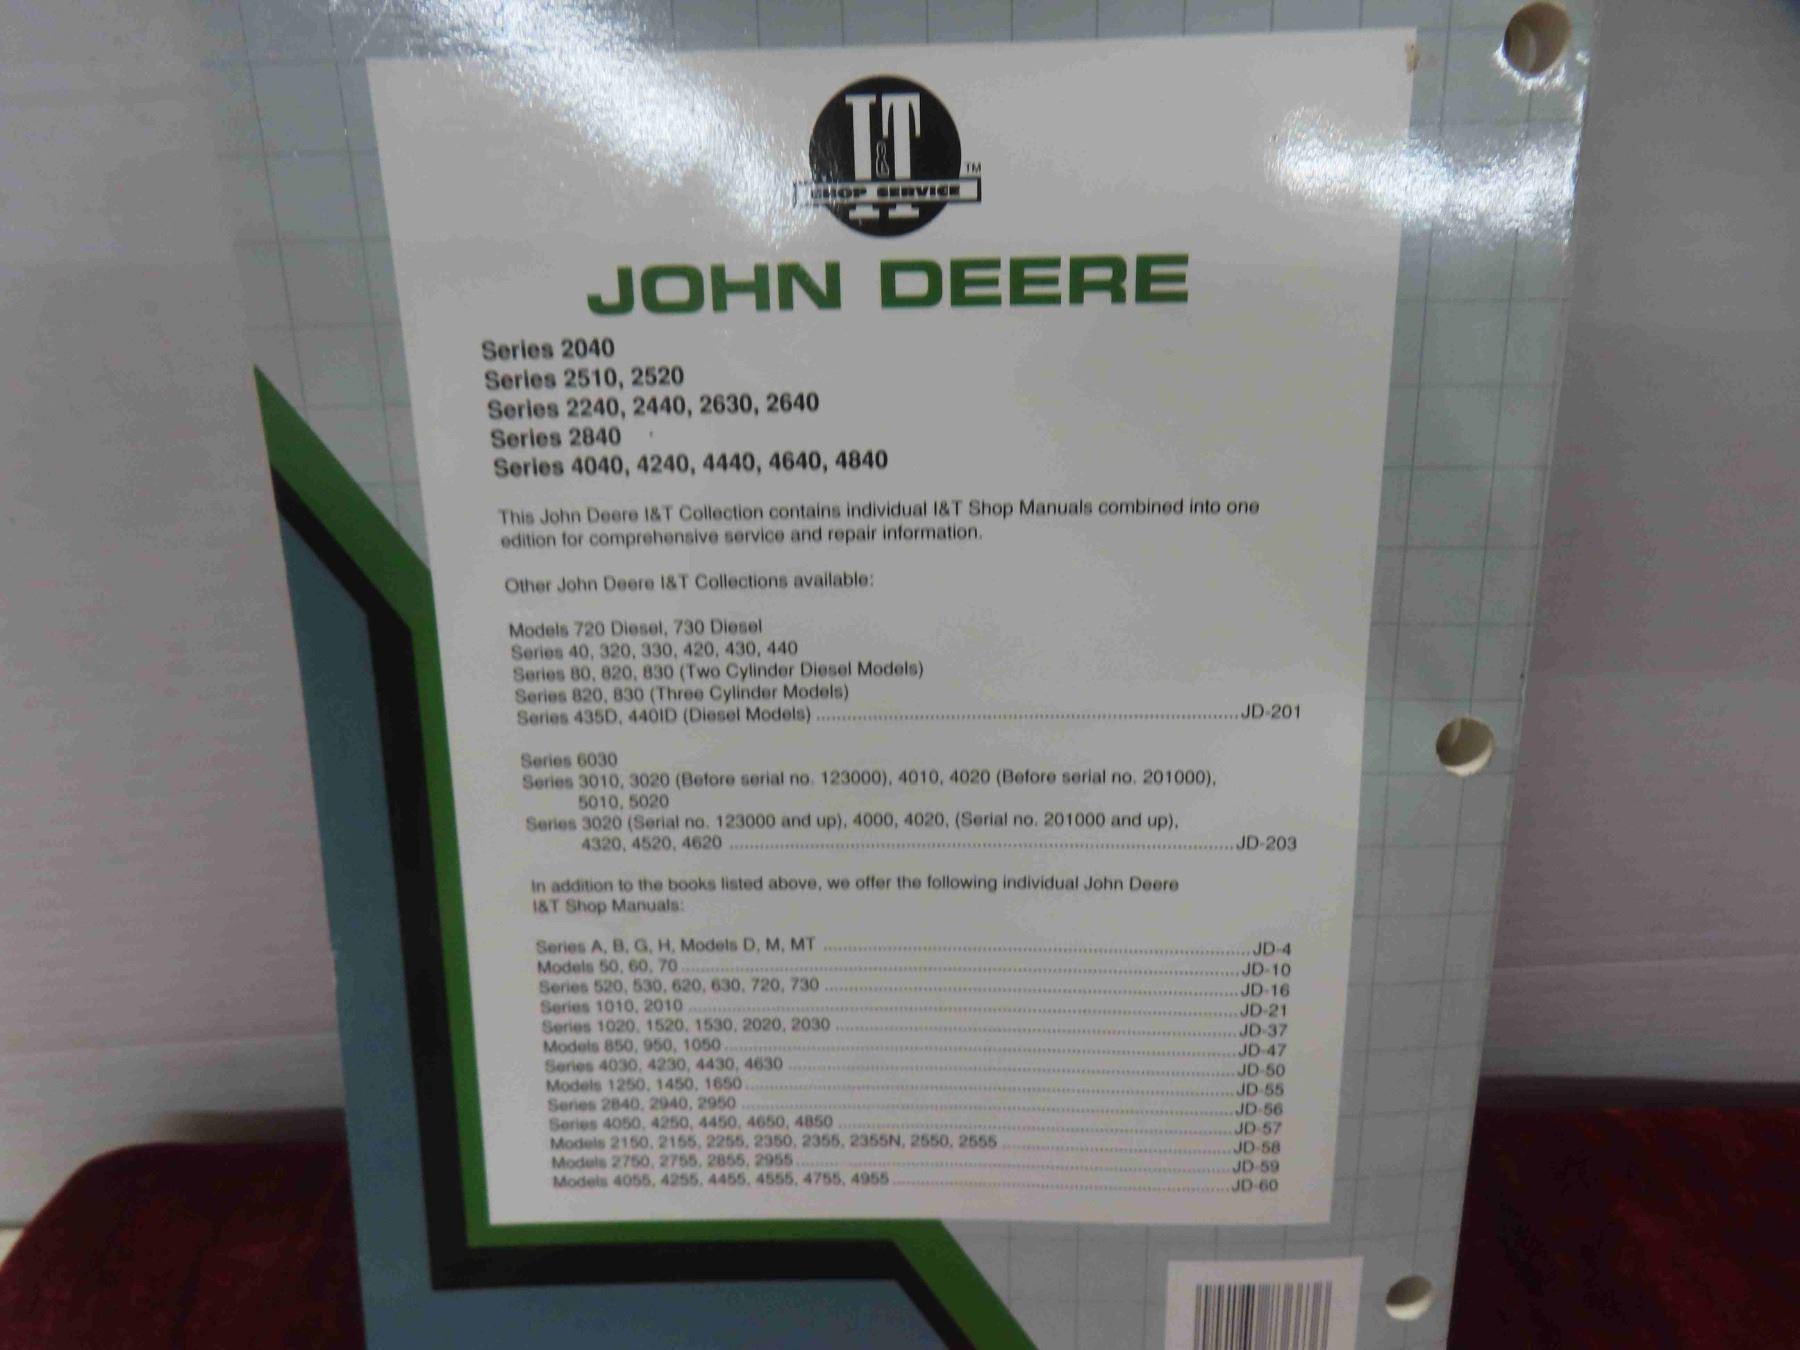 I&T
SHOP SERVICE TM
JOHN DEERE
Series 2040
Series 2510, 2520
Series 2240, 2440, 2630, 2640
Series 2840
Series 4040, 4240, 4440, 4640, 4840
This John Deere I&T Collection contains individual I&T Shop Manuals combined into one
edition for comprehensive service and repair information.
Other John Deere I&T Collections available:
Models 720 Diesel, 730 Diesel
Series 40, 320, 330, 420, 430, 440
Series 80, 820, 830 (Two Cylinder Diesel Models)
Series 820, 830 (Three Cylinder Models)
Series 435D, 440ID (Diesel Models) ........ JD-201
Series 6030
Series 3010, 3020 (Before serial no. 123000), 4010, 4020 (Before serial no. 201000),
5010, 5020
Series 3020 (Serial no. 123000 and up), 4000, 4020, (Serial no. 201000 and up),
4320, 4520, 4620 ........ JD-203
In addition to the books listed above, we offer the following individual John Deere
I&T Shop Manuals:
Series A, B, G, H, Models D, M, MT ........ JD-4
Models 50, 60, 70 ........ JD-10
Series 520, 530, 620, 630, 720, 730 ........ JD-16
Series 1010, 2010 ........ JD-21
Series 1020, 1520, 1530, 2020, 2030 ........ JD-37
Models 850, 950, 1050 ........ JD-47
Series 4030, 4230, 4430, 4630 ........ JD-50
Models 1250, 1450, 1650 ........ JD-55
Series 2840, 2940, 2950 ........ JD-56
Series 4050, 4250, 4450, 4650, 4850 ........ JD-57
Models 2150, 2155, 2255, 2350, 2355, 2355N, 2550, 2555 ........ JD-58
Models 2750, 2755, 2855, 2955 ........ JD-59
Models 4055, 4255, 4455, 4555, 4755, 4955 ........ JD-60